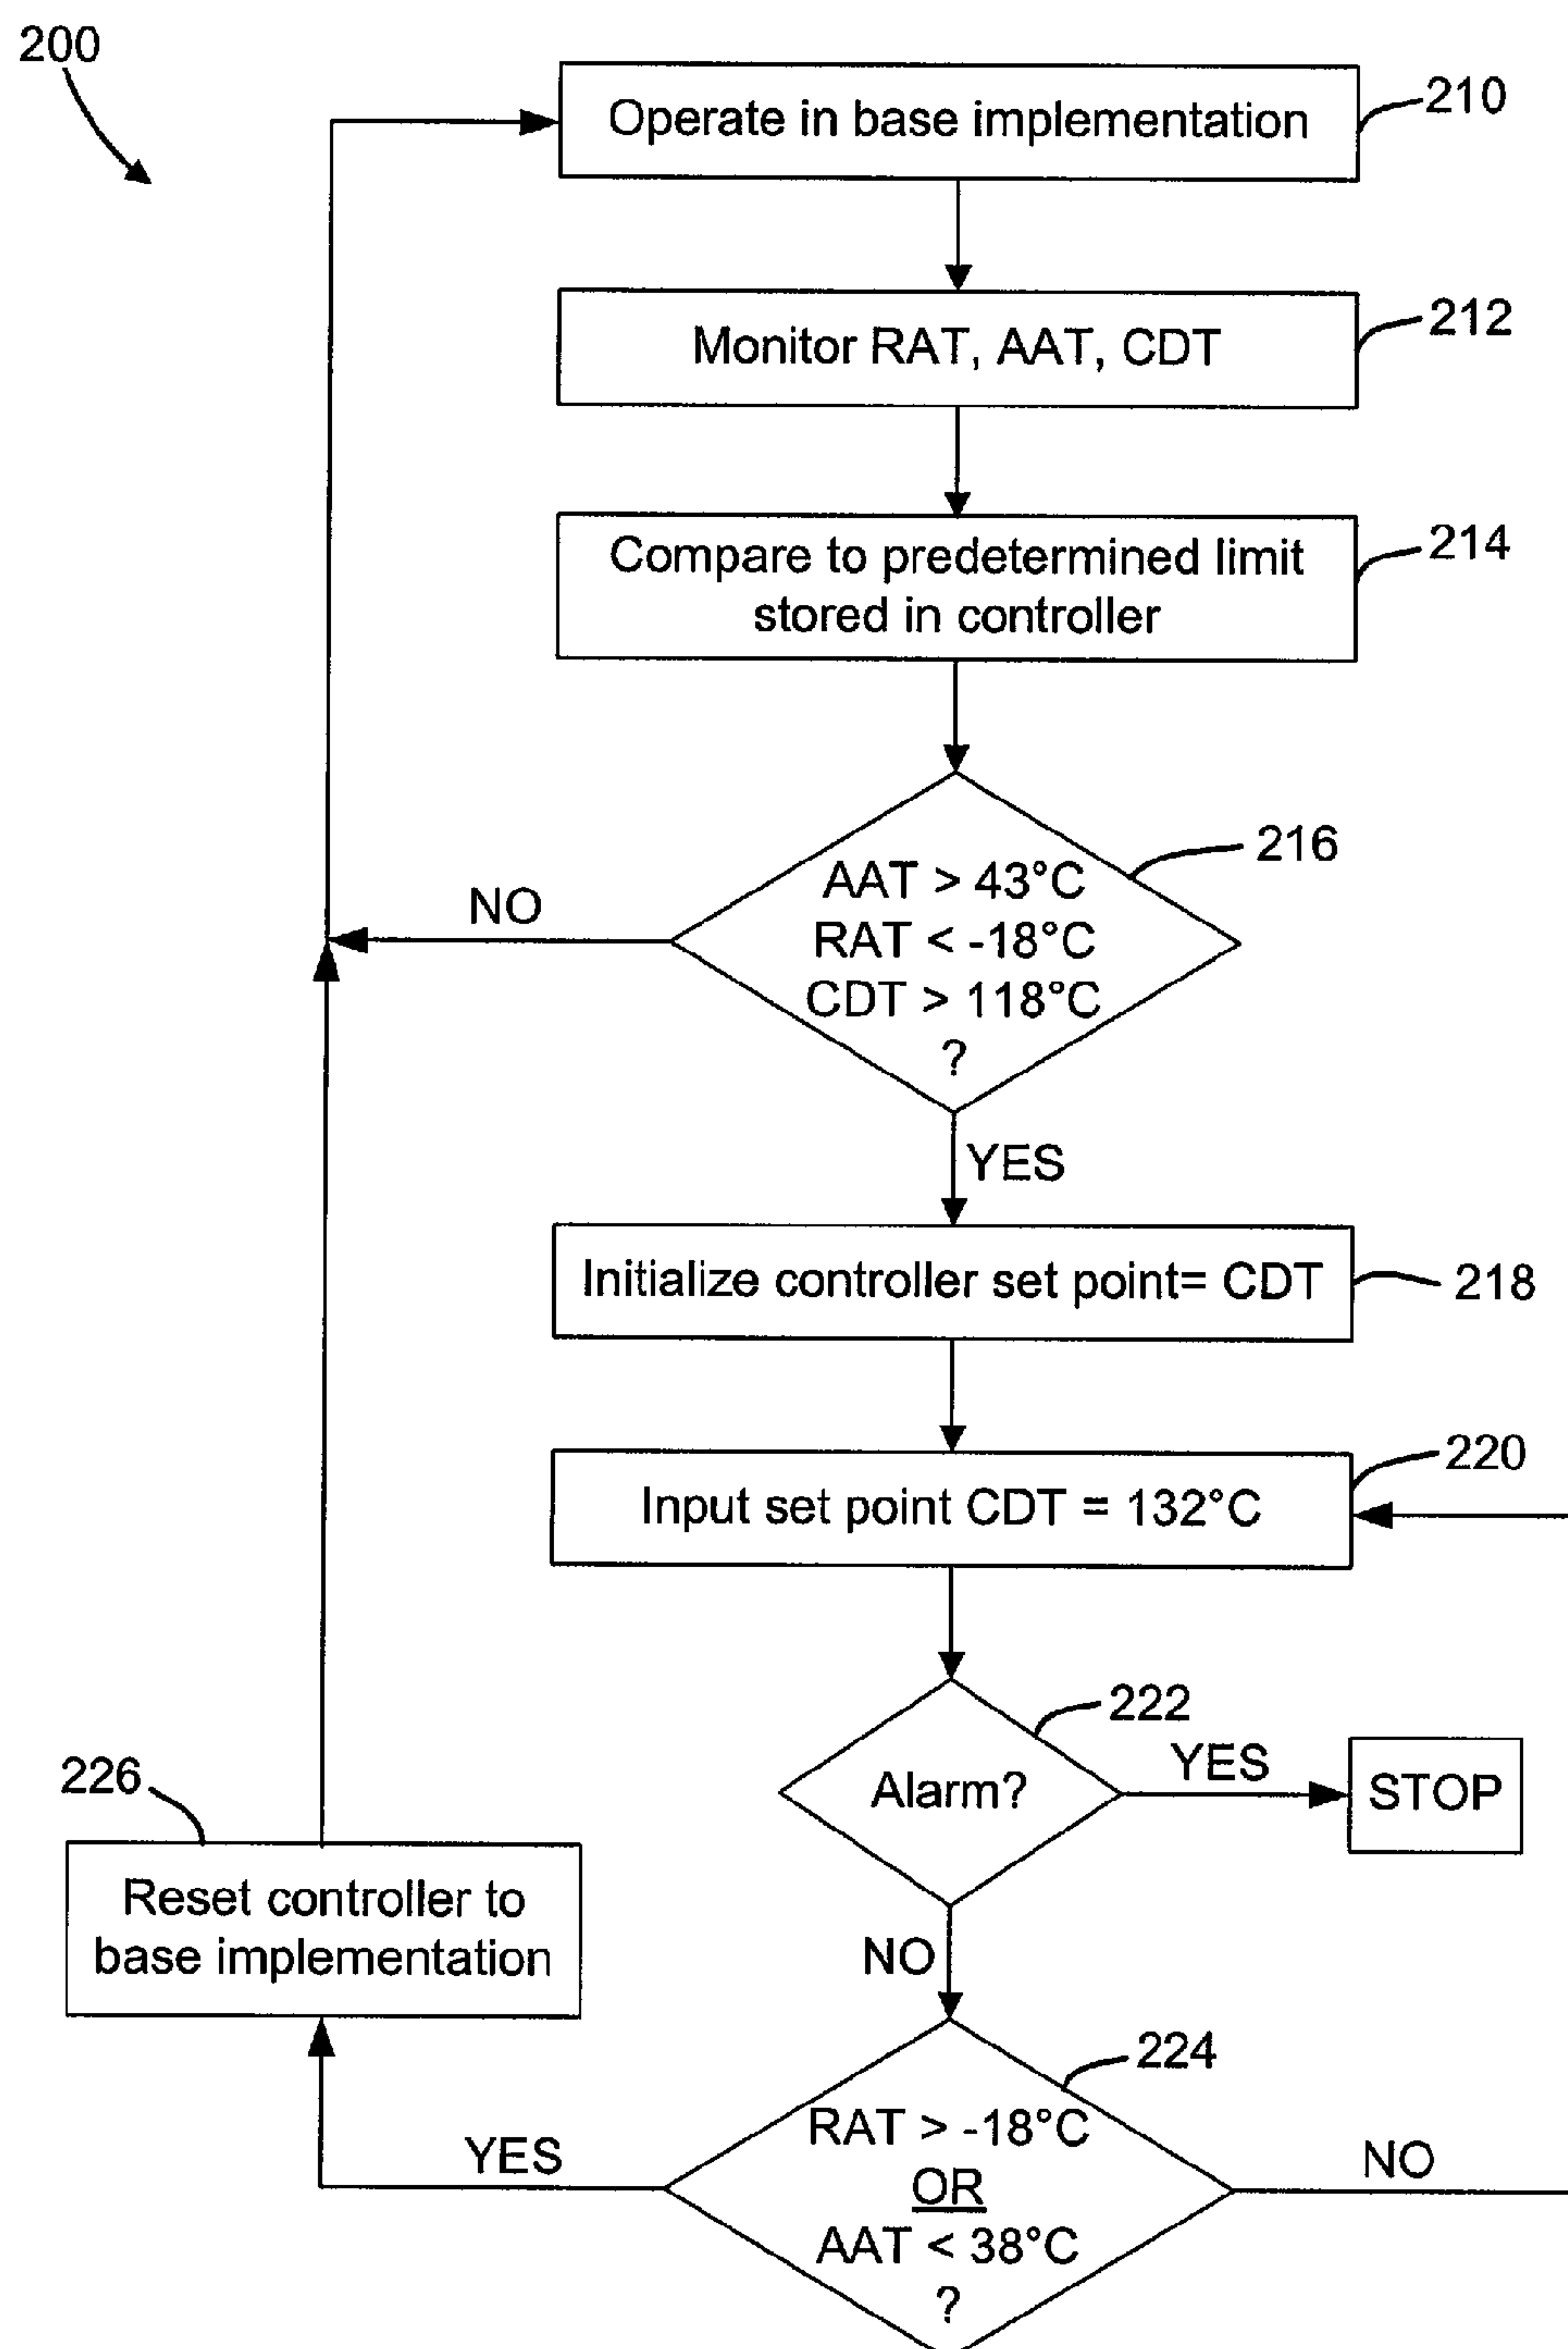 200
Operate in base implementation
210
Monitor RAT, AAT, CDT
212
Compare to predetermined limit
stored in controller
214
AAT > 43°C
RAT < -18°C
CDT > 118°C
?
216
NO
YES
Initialize controller set point= CDT
218
Input set point CDT = 132°C
220
Alarm?
222
YES
STOP
NO
226
Reset controller to
base implementation
RAT > -18°C
OR
AAT < 38°C
?
224
YES
NO